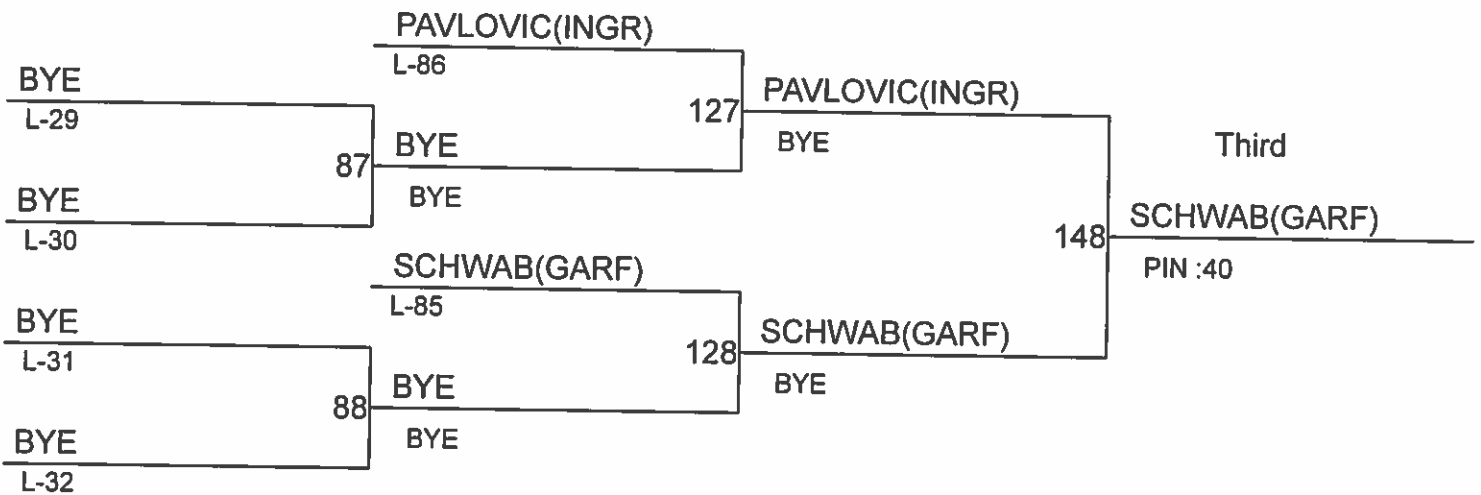 PAVLOVIC(INGR)
L-86
BYE
L-29
127
PAVLOVIC(INGR)
BYE
87
BYE
BYE
BYE
L-30
Third
148
SCHWAB(GARF)
PIN :40
SCHWAB(GARF)
L-85
BYE
L-31
128
SCHWAB(GARF)
BYE
88
BYE
BYE
BYE
L-32